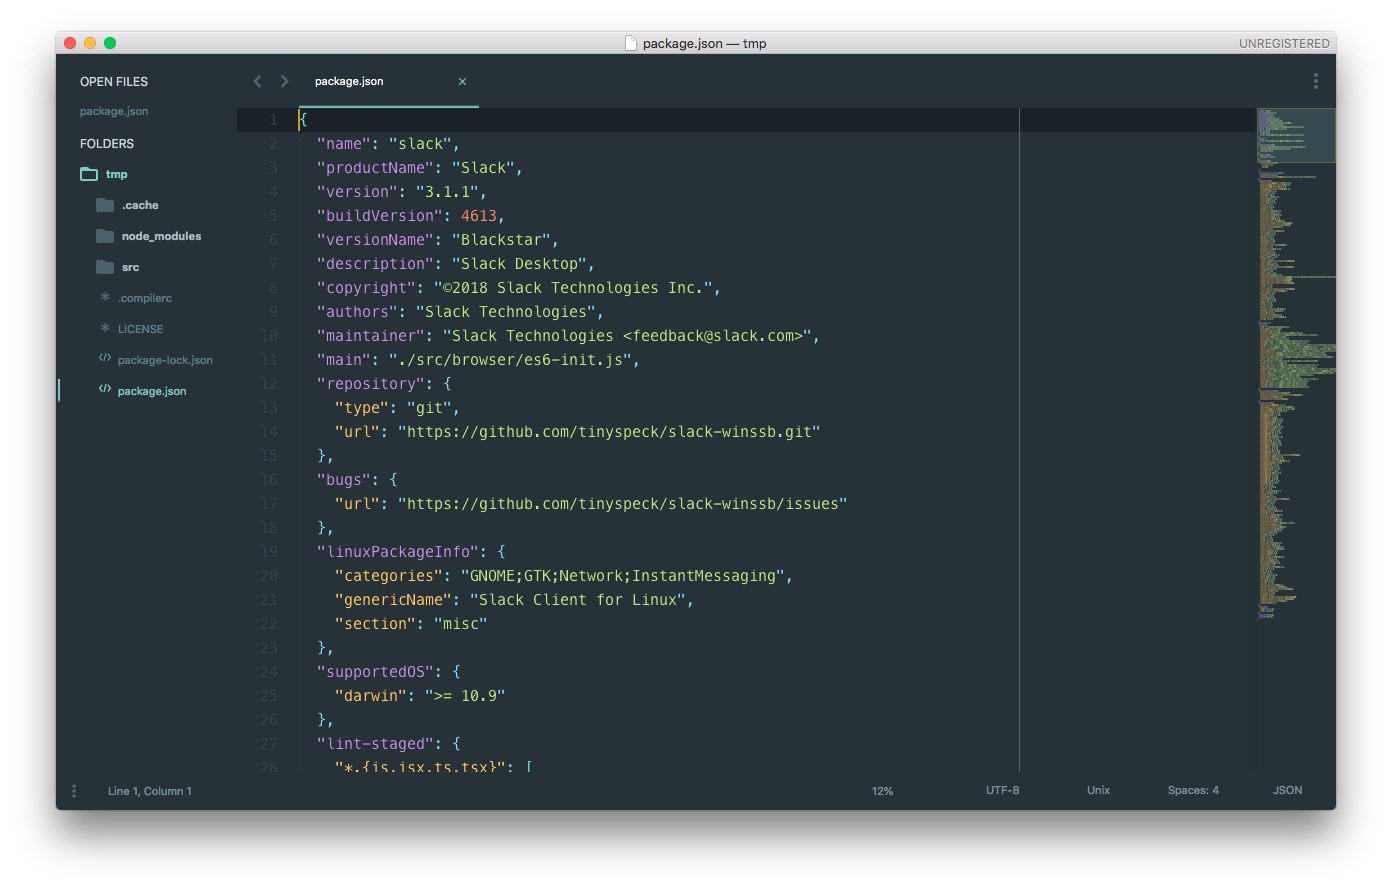 package.json — tmp
UNREGISTERED
OPEN FILES
package.json
FOLDERS
tmp
.cache
node_modules
src
.compilerc
LICENSE
package-lock.json
package.json
package.json
1 {
2 "name": "slack",
3 "productName": "Slack",
4 "version": "3.1.1",
5 "buildVersion": 4613,
6 "versionName": "Blackstar",
7 "description": "Slack Desktop",
8 "copyright": "©2018 Slack Technologies Inc.",
9 "authors": "Slack Technologies",
10 "maintainer": "Slack Technologies <feedback@slack.com>",
11 "main": "./src/browser/es6-init.js",
12 "repository": {
13 "type": "git",
14 "url": "https://github.com/tinyspeck/slack-winssb.git"
15 },
16 "bugs": {
17 "url": "https://github.com/tinyspeck/slack-winssb/issues"
18 },
19 "linuxPackageInfo": {
20 "categories": "GNOME;GTK;Network;InstantMessaging",
21 "genericName": "Slack Client for Linux",
22 "section": "misc"
23 },
24 "supportedOS": {
25 "darwin": ">= 10.9"
26 },
27 "lint-staged": {
28 "*.{js,jsx,ts,tsx}": [
Line 1, Column 1
12%
UTF-8
Unix
Spaces: 4
JSON